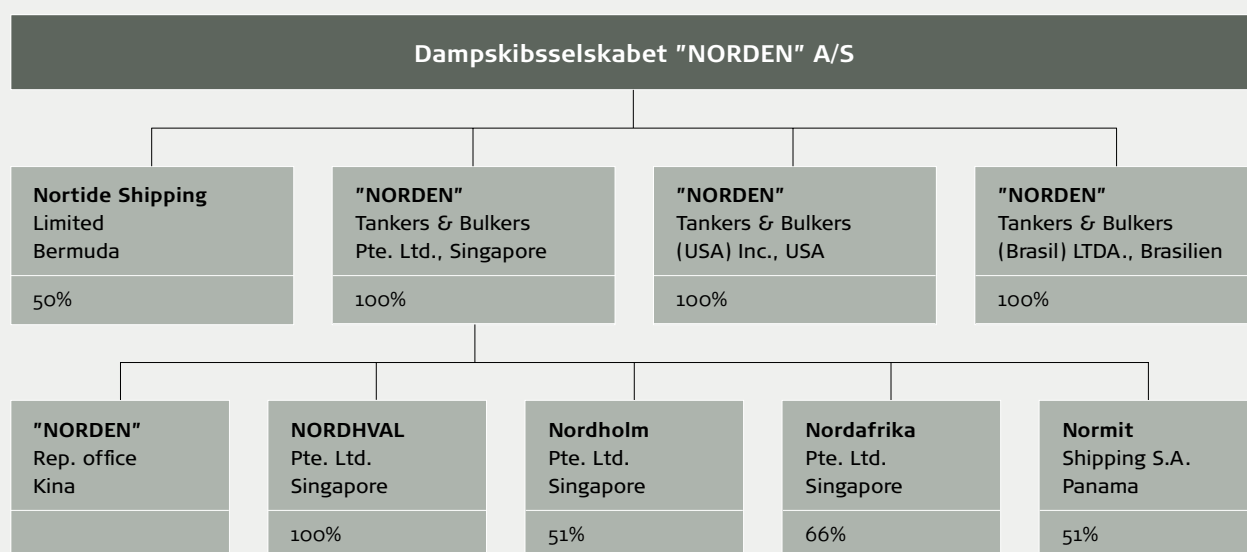 Dampskibsselskabet ”NORDEN” A/S
Nortide Shipping
Limited
Bermuda
50%
”NORDEN”
Tankers & Bulkers
Pte. Ltd., Singapore
100%
”NORDEN”
Tankers & Bulkers
(USA) Inc., USA
100%
”NORDEN”
Tankers & Bulkers
(Brasil) LTDA., Brasilien
100%
”NORDEN”
Rep. office
Kina
NORDHVAL
Pte. Ltd.
Singapore
100%
Nordholm
Pte. Ltd.
Singapore
51%
Nordafrika
Pte. Ltd.
Singapore
66%
Normit
Shipping S.A.
Panama
51%